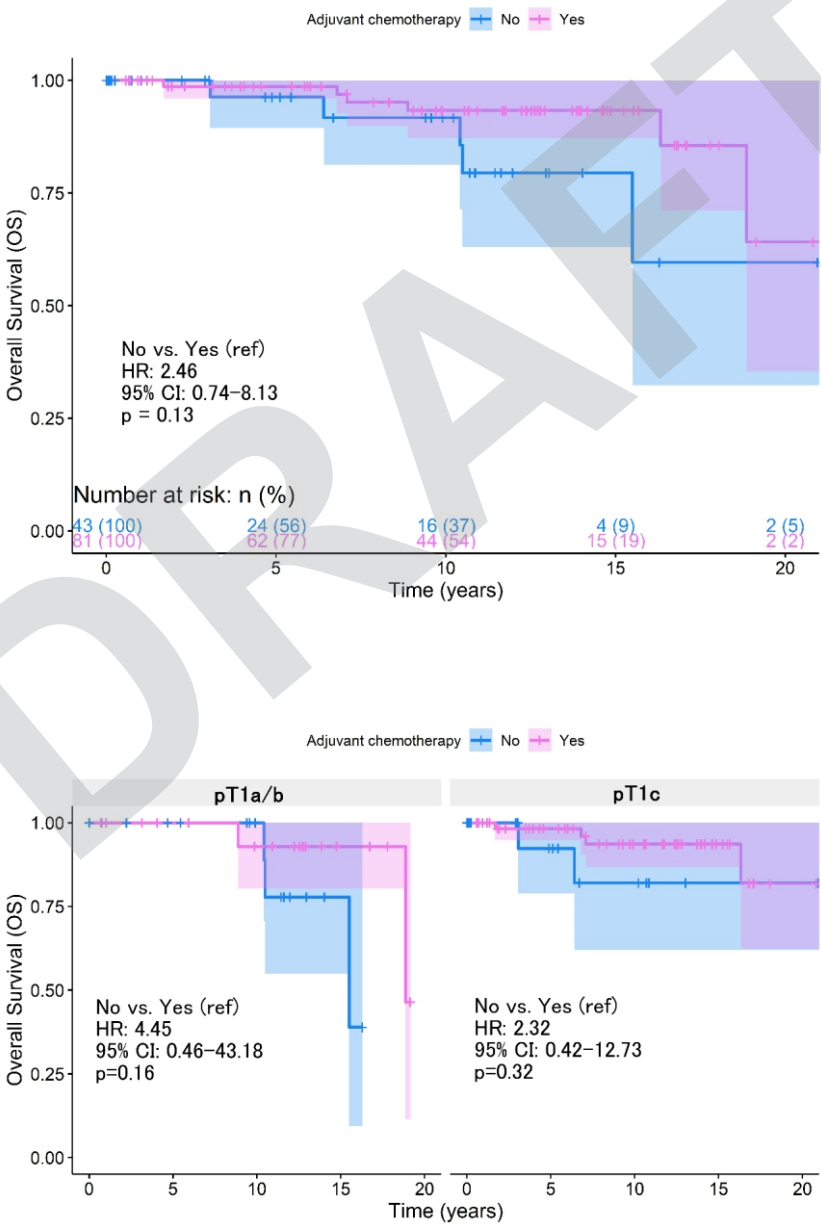 Adjuvant chemotherapy No Yes
Overall Survival (OS)
1.00
0.75
0.50
0.25
0.00
No vs. Yes (ref)
HR: 2.46
95% CI: 0.74-8.13
p = 0.13
Number at risk: n (%)
43 (100) 24 (56) 16 (37) 4 (9) 2 (5)
81 (100) 62 (77) 44 (54) 15 (19) 2 (2)
0 5 10 15 20
Time (years)
DRAFT
Adjuvant chemotherapy No Yes
pT1a/b pT1c
Overall Survival (OS)
1.00
0.75
0.50
0.25
0.00
No vs. Yes (ref)
HR: 4.45
95% CI: 0.46-43.18
p=0.16
No vs. Yes (ref)
HR: 2.32
95% CI: 0.42-12.73
p=0.32
0 5 10 15 20 0 5 10 15 20
Time (years)